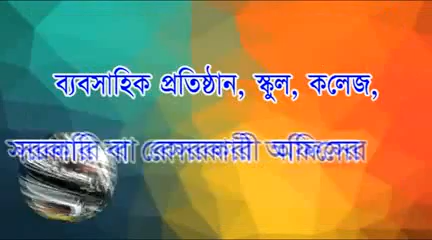 ব্যবসাহিক প্রতিষ্ঠান, স্কুল, কলেজ,
সরকারি বা বেসরকারী অফিসের